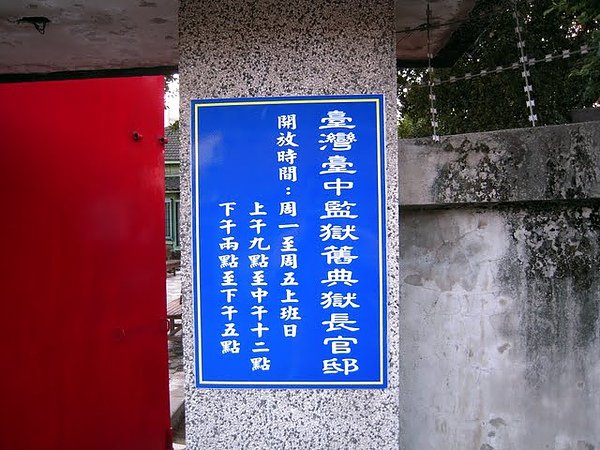 臺灣臺中監獄舊典獄長官邸
開放時間：周一至周五上班日
上午九點至中午十二點
下午兩點至下午五點